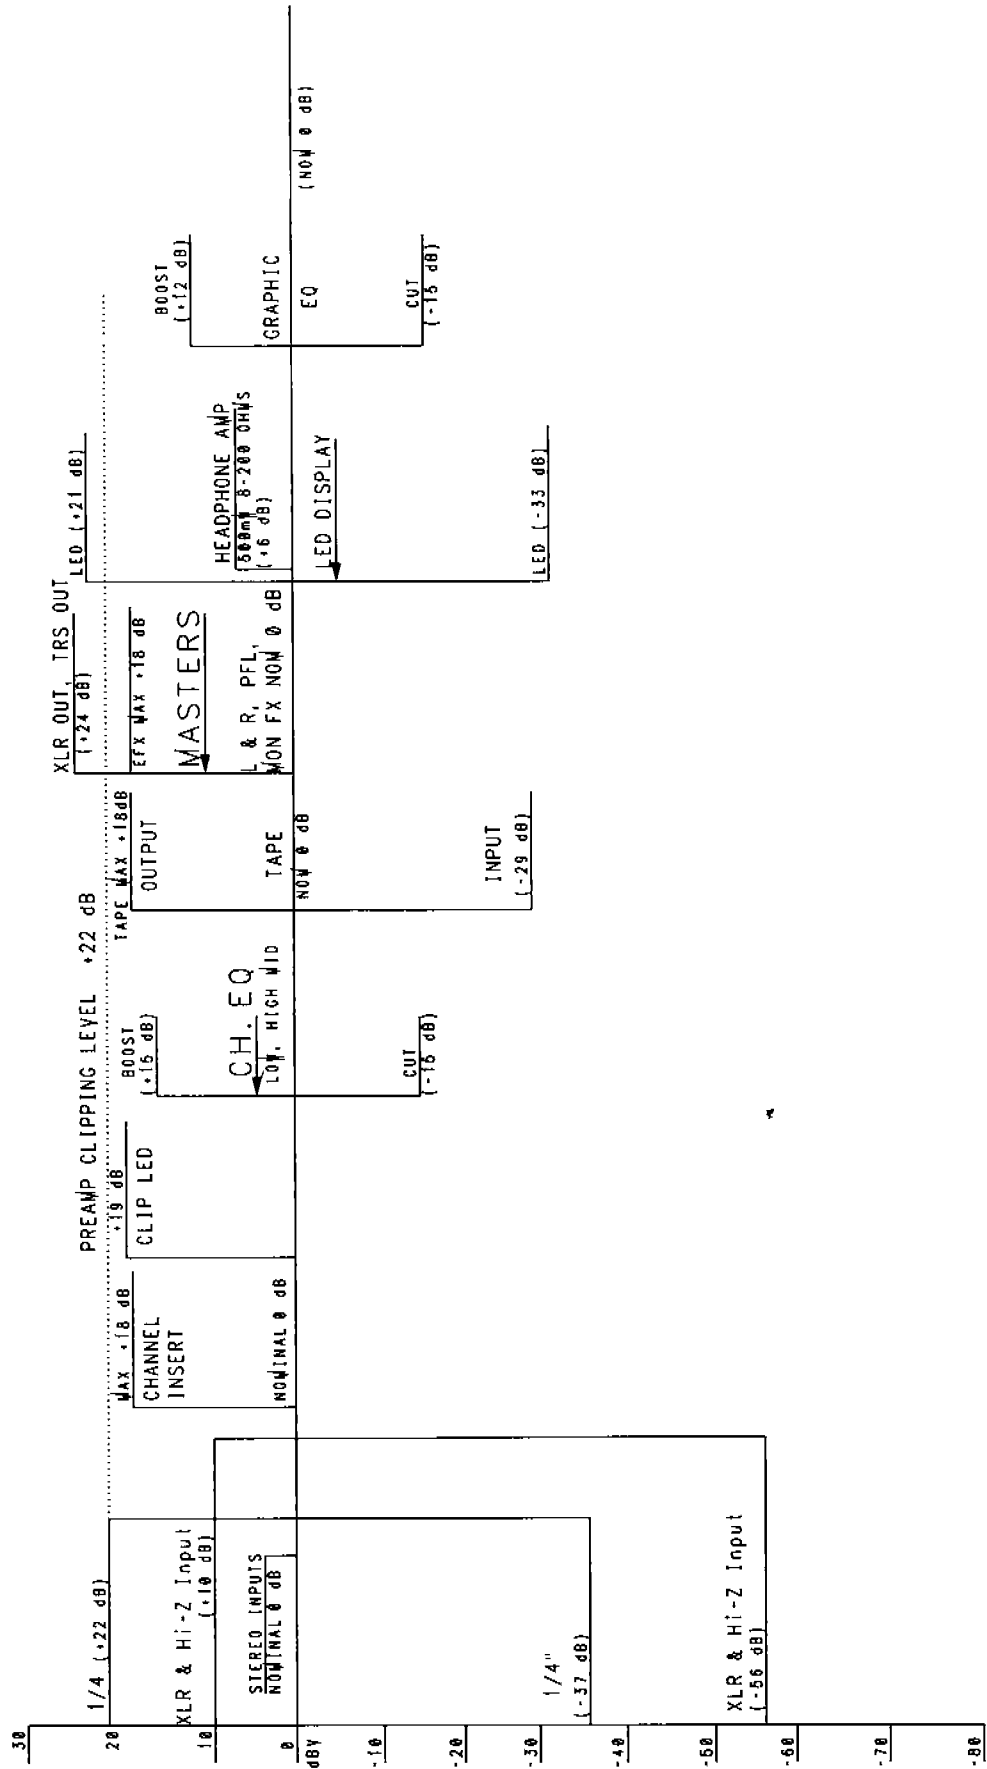 30
20
10
0
dBV
-10
-20
-30
-40
-50
-60
-70
-80
1/4 (+22 dB)
XLR & Hi-Z Input
(+10 dB)
STEREO INPUTS
NOMINAL 0 dB
1/4"
(-37 dB)
XLR & Hi-Z Input
(-56 dB)
MAX +18 dB
CHANNEL
INSERT
NOMINAL 0 dB
PREAMP CLIPPING LEVEL +22 dB
+19 dB
CLIP LED
BOOST
(+15 dB)
CH. EQ
LOW, HIGH MID
CUT
(-15 dB)
TAPE MAX +18dB
OUTPUT
TAPE
NOM 0 dB
INPUT
(-29 dB)
XLR OUT, TRS OUT
(+24 dB)
EFX MAX +18 dB
MASTERS
L & R, PFL,
MON FX NOM 0 dB
LED (+21 dB)
HEADPHONE AMP
500mW 8-200 OHMS
(+6 dB)
LED DISPLAY
LED (-33 dB)
BOOST
(+12 dB)
GRAPHIC
EQ
CUT
(-15 dB)
(NOM 0 dB)